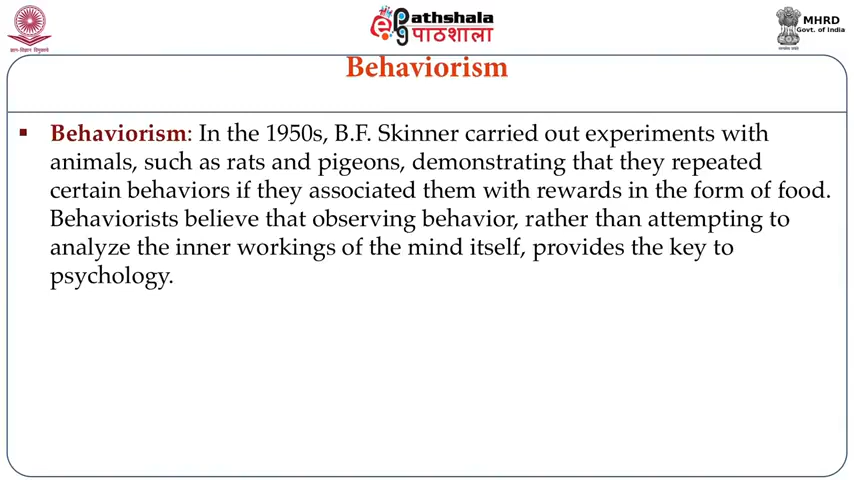 ePathshala
पाठशाला
MHRD
Govt. of India
Behaviorism
▪ Behaviorism: In the 1950s, B.F. Skinner carried out experiments with
animals, such as rats and pigeons, demonstrating that they repeated
certain behaviors if they associated them with rewards in the form of food.
Behaviorists believe that observing behavior, rather than attempting to
analyze the inner workings of the mind itself, provides the key to
psychology.